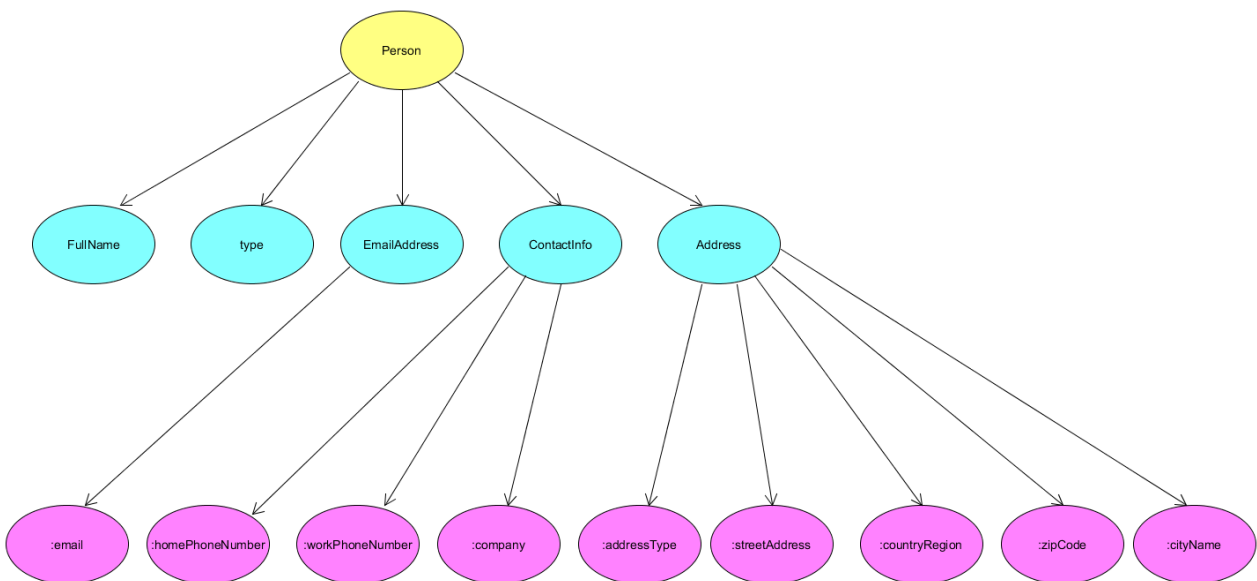 Person
FullName
type
EmailAddress
ContactInfo
Address
:email
:homePhoneNumber
:workPhoneNumber
:company
:addressType
:streetAddress
:countryRegion
:zipCode
:cityName